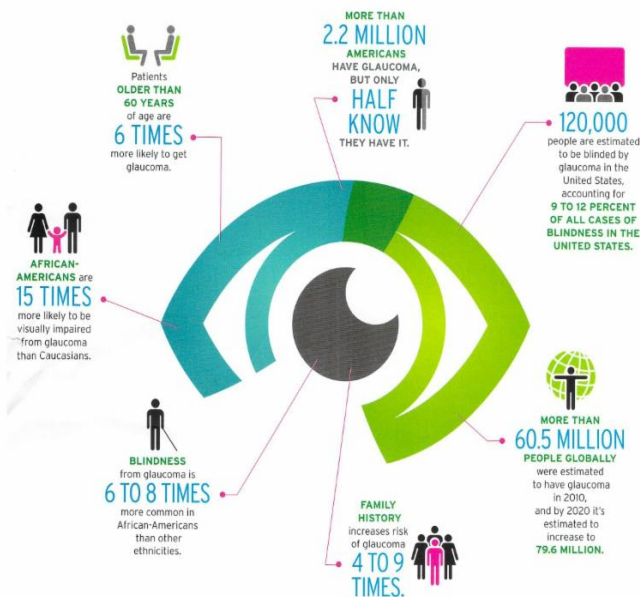 Patients
OLDER THAN
60 YEARS
of age are
6 TIMES
more likely to get
glaucoma.
MORE THAN
2.2 MILLION
AMERICANS
HAVE GLAUCOMA,
BUT ONLY
HALF
KNOW
THEY HAVE IT.
120,000
people are estimated
to be blinded by
glaucoma in the
United States,
accounting for
9 TO 12 PERCENT
OF ALL CASES OF
BLINDNESS IN THE
UNITED STATES.
AFRICAN-
AMERICANS are
15 TIMES
more likely to be
visually impaired
from glaucoma
than Caucasians.
BLINDNESS
from glaucoma is
6 TO 8 TIMES
more common in
African-Americans
than other
ethnicities.
FAMILY
HISTORY
increases risk
of glaucoma
4 TO 9
TIMES.
MORE THAN
60.5 MILLION
PEOPLE GLOBALLY
were estimated
to have glaucoma
in 2010,
and by 2020 it's
estimated to
increase to
79.6 MILLION.